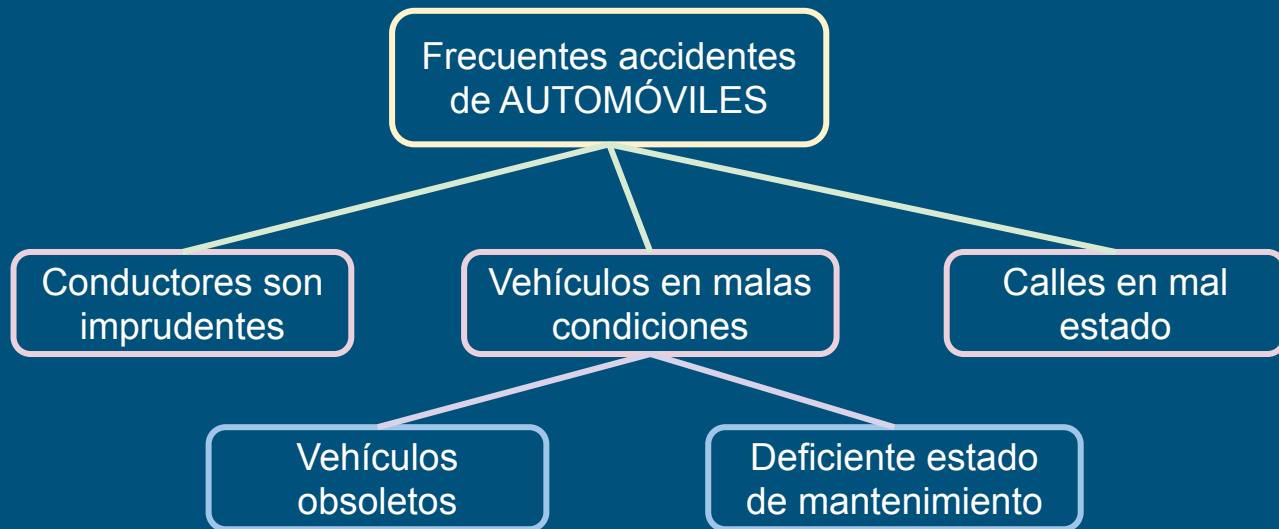 Frecuentes accidentes
de AUTOMÓVILES
Conductores son
imprudentes
Vehículos en malas
condiciones
Calles en mal
estado
Vehículos
obsoletos
Deficiente estado
de mantenimiento